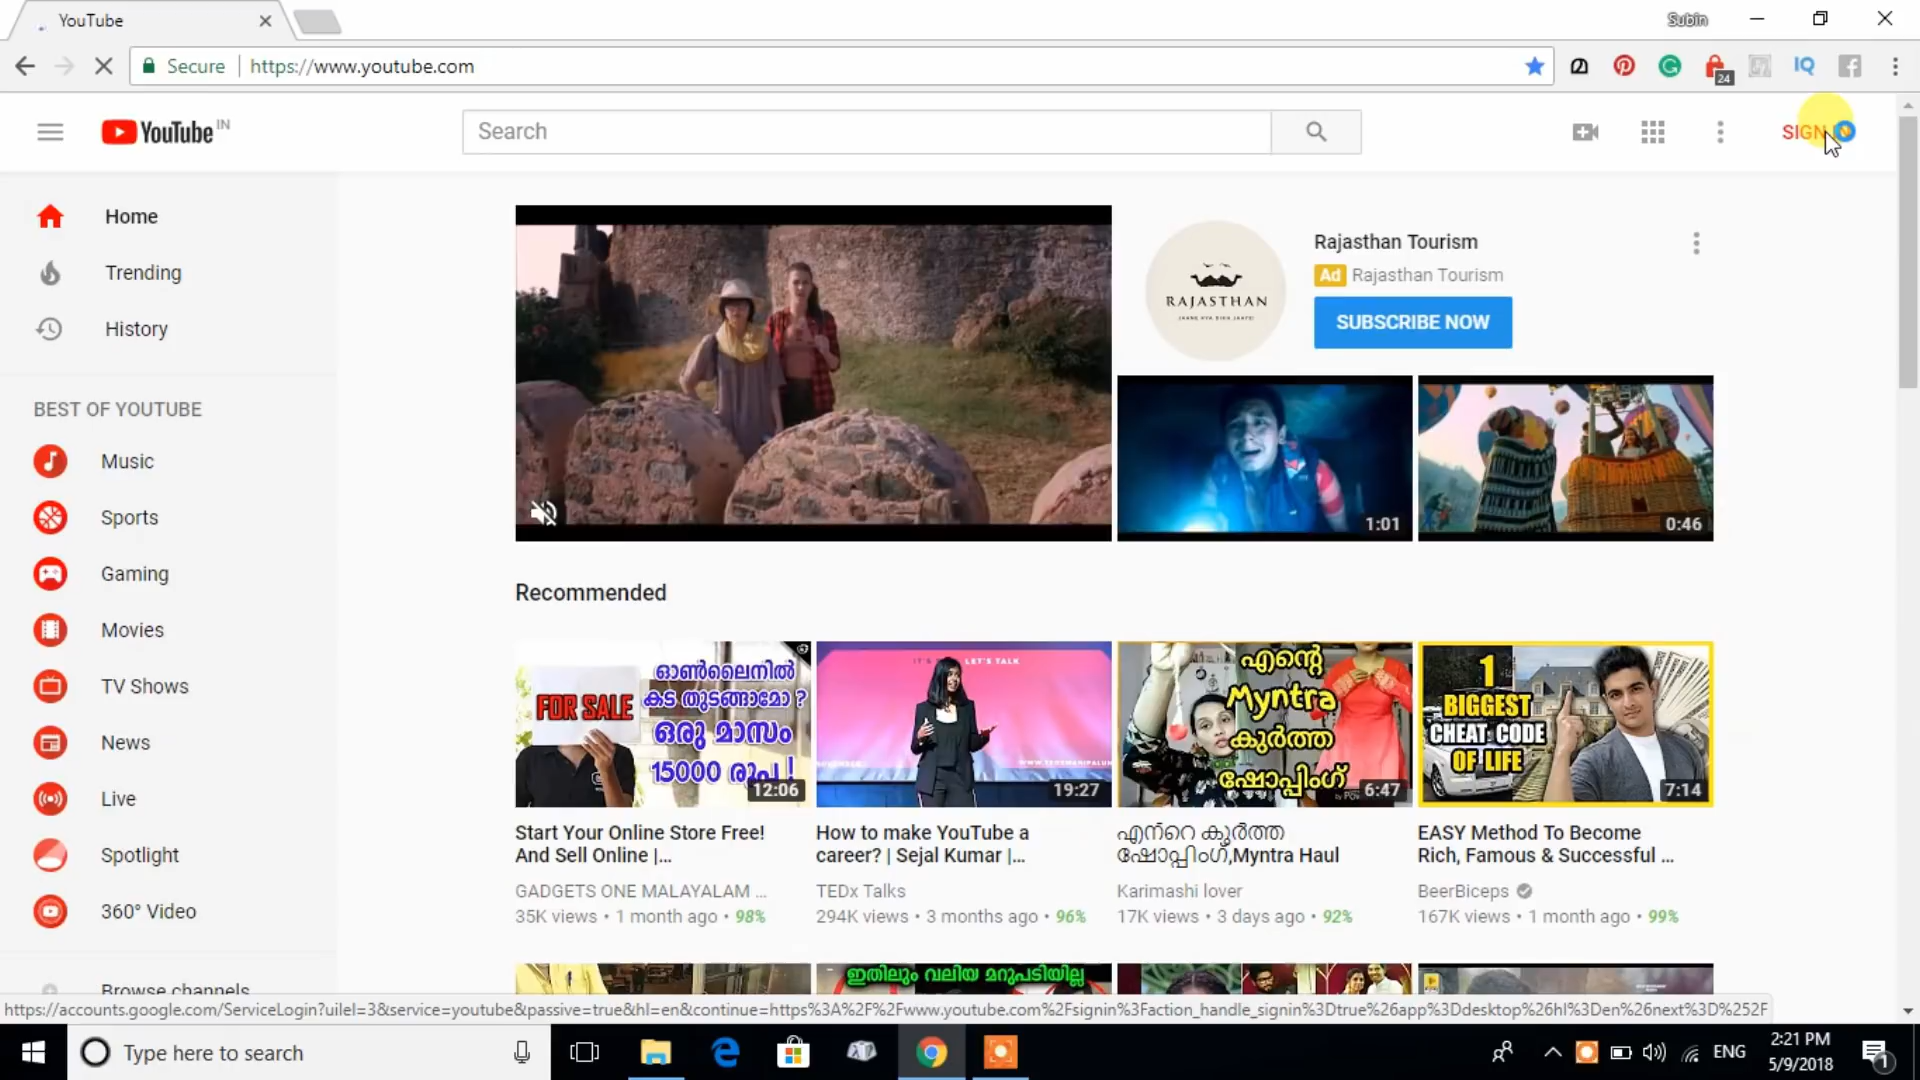 YouTube
Subin
Secure
https://www.youtube.com
24
IQ
YouTube IN
Search
SIGN
Home
Trending
History
BEST OF YOUTUBE
Music
Sports
Gaming
Movies
TV Shows
News
Live
Spotlight
360° Video
Browse channels
RAJASTHAN
Rajasthan Tourism
Ad Rajasthan Tourism
SUBSCRIBE NOW
1:01
0:46
Recommended
FOR SALE
ഓൺലൈനിൽ
കട തുടങ്ങാമോ ?
ഒരു മാസം
15000 രൂപ !
12:06
LET'S TALK
19:27
എന്റെ
Myntra
കുർത്ത
ഷോപ്പിംഗ്
6:47
1
BIGGEST
CHEAT CODE
OF LIFE
7:14
Start Your Online Store Free!
And Sell Online |...
GADGETS ONE MALAYALAM ...
35K views • 1 month ago • 98%
How to make YouTube a
career? | Sejal Kumar |...
TEDx Talks
294K views • 3 months ago • 96%
എന്റെ കുർത്ത
ഷോപ്പിംഗ്,Myntra Haul
Karimashi lover
17K views • 3 days ago • 92%
EASY Method To Become
Rich, Famous & Successful ...
BeerBiceps
167K views • 1 month ago • 99%
ഇതിലും വലിയ മറുപടിയില്ല
https://accounts.google.com/ServiceLogin?uilel=3&service=youtube&passive=true&hl=en&continue=https%3A%2F%2Fwww.youtube.com%2Fsignin%3Faction_handle_signin%3Dtrue%26app%3Ddesktop%26hl%3Den%26next%3D%252F
Type here to search
ENG
2:21 PM
5/9/2018
1